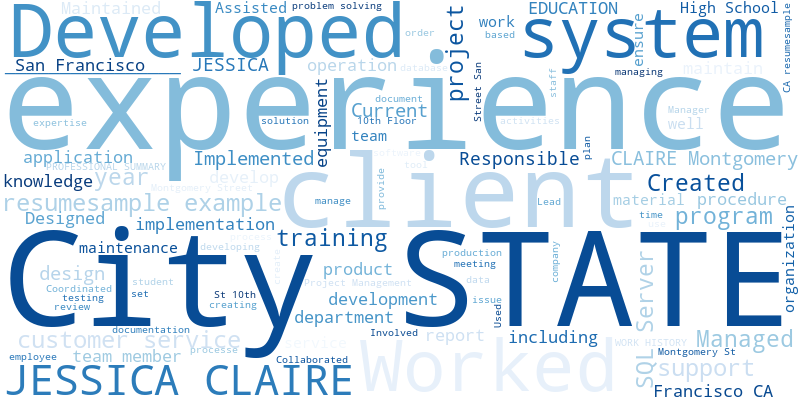 Maintained
Assisted
problem solving
EDUCATION
High School
Developed
order
system
work
based
ensure
project
CA resumesample
San Francisco
JESSICA
operation
database
managing
maintain
experience
expertise
solution
equipment
document
Current
10th Floor
team
Street San
staff
activities
Manager
well
plan
application
PROFESSIONAL SUMMARY
Implemented
software
tool
Responsible
CLAIRE Montgomery
knowledge
year
develop
Montgomery Street
client
provide
manage
Lead
Created
material
procedure
resumesample example
Designed
implementation
time
program
City STATE
maintenance
training
process
developing
create
production
meeting
company
organization
design
Coordinated
testing
review
student
set
St 10th
creating
product
Project Management
development
data
issue
Used
department
SQL Server
documentation
customer service
processe
service
Involved
report
including
WORK HISTORY
Managed
employee
team member
Collaborated
Worked
Montgomery St
support
JESSICA CLAIRE
Francisco CA